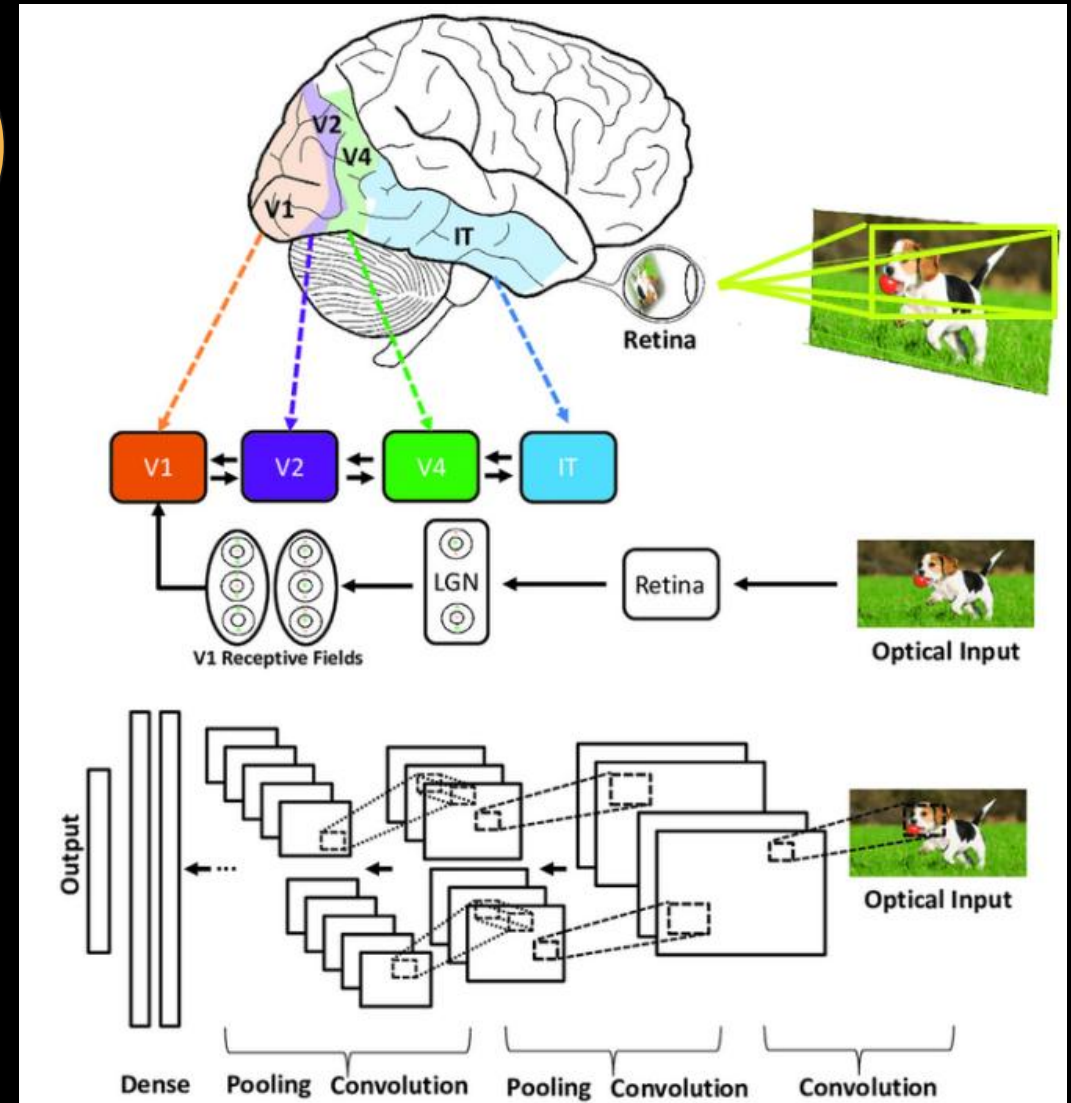 V2
V4
V1
IT
Retina
V1
V2
V4
IT
LGN
Retina
V1 Receptive Fields
Optical Input
Output
...
Optical Input
Dense
Pooling
Convolution
Pooling
Convolution
Convolution